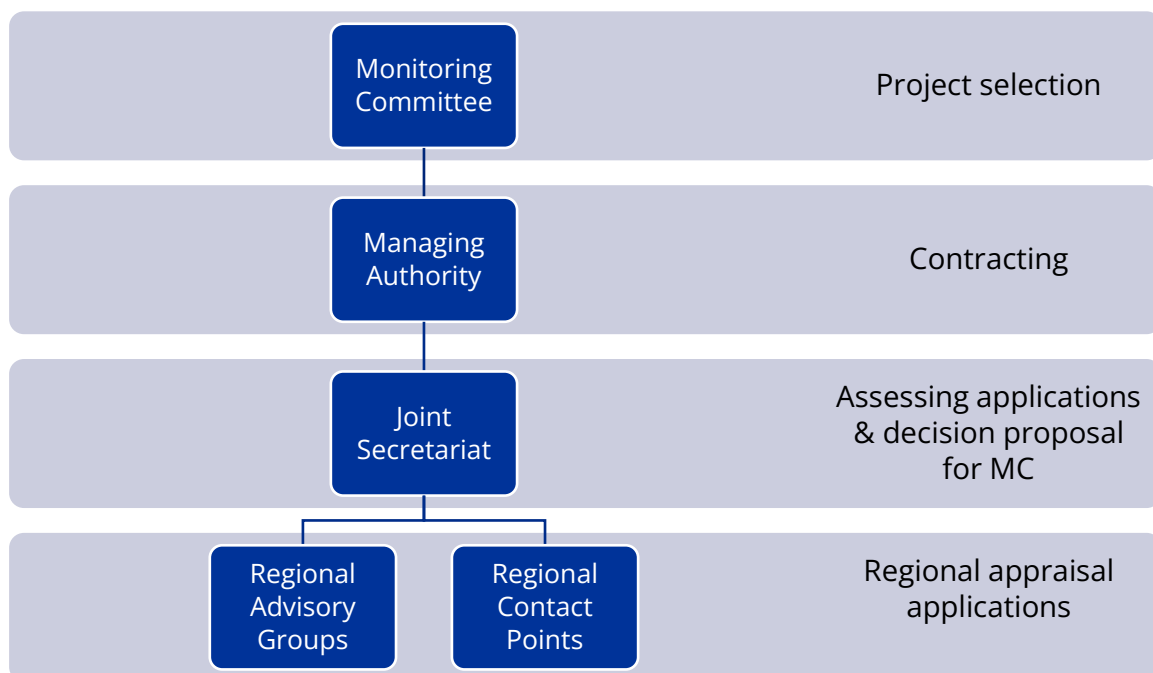 Monitoring
Committee
Project selection
Managing
Authority
Contracting
Joint
Secretariat
Assessing applications
& decision proposal
for MC
Regional
Advisory
Groups
Regional
Contact
Points
Regional appraisal
applications